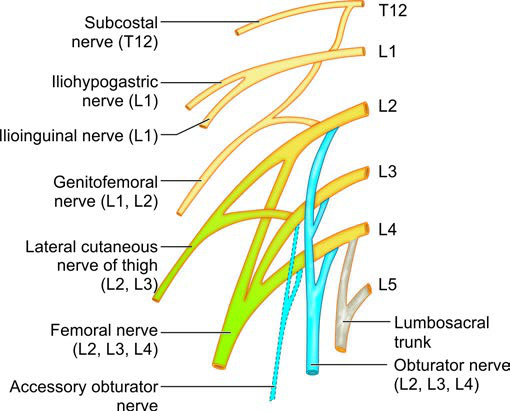 Subcostal
nerve (T12)
T12
L1
Iliohypogastric
nerve (L1)
L2
Ilioinguinal nerve (L1)
L3
Genitofemoral
nerve (L1, L2)
L4
Lateral cutaneous
nerve of thigh
(L2, L3)
L5
Femoral nerve
(L2, L3, L4)
Lumbosacral
trunk
Obturator nerve
(L2, L3, L4)
Accessory obturator
nerve